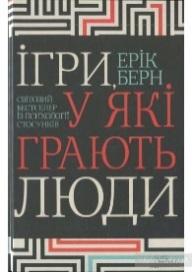 ЕРІК
БЕРН
ІГРИ,
СВІТОВИЙ
БЕСТСЕЛЕР
ІЗ ПСИХОЛОГІЇ
СТОСУНКІВ
У ЯКІ
ГРАЮТЬ
ЛЮДИ